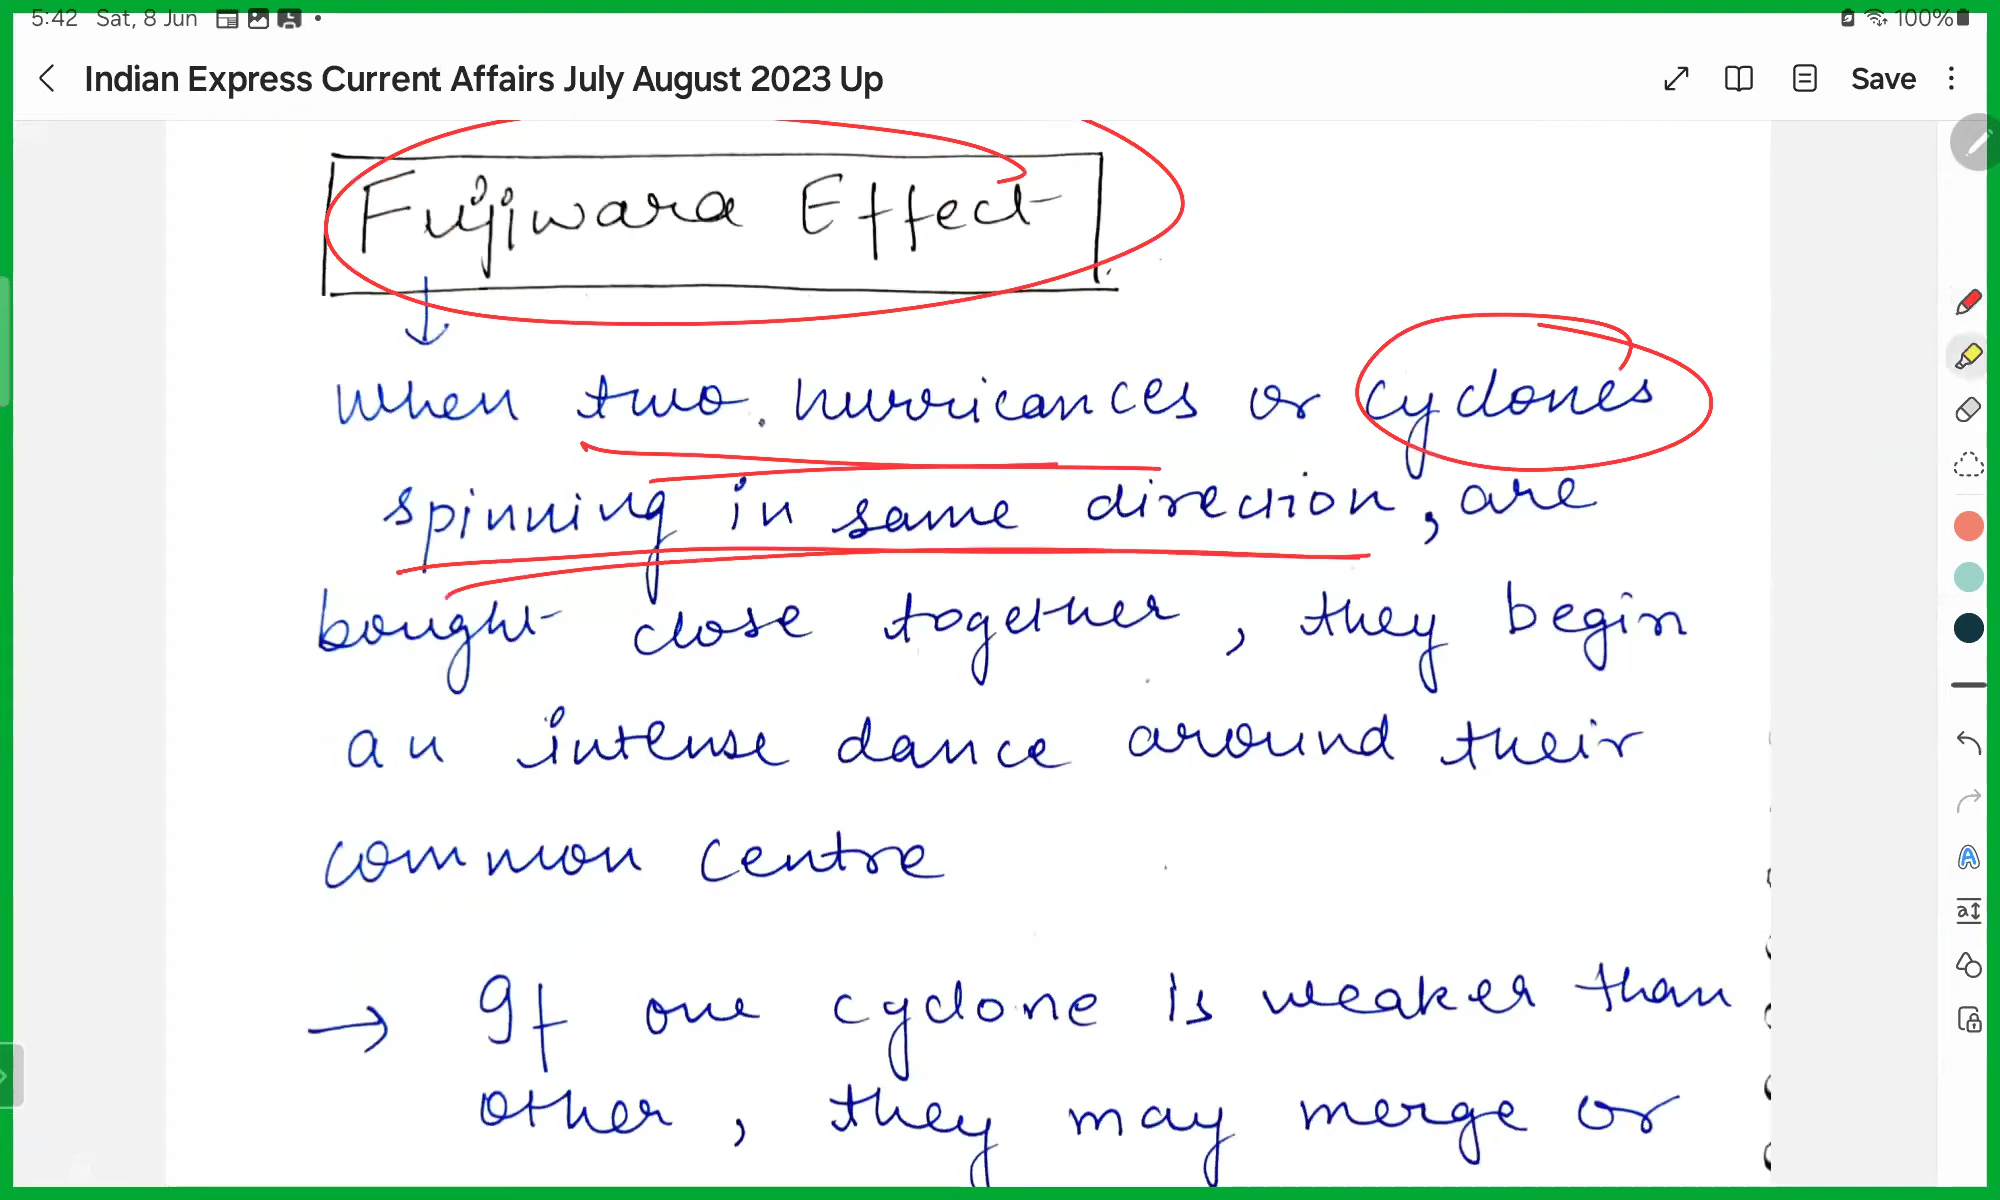 5:42 Sat, 8 Jun
100%
Indian Express Current Affairs July August 2023 Up
Save
Fujiwara Effect
When two hurricances or cyclones
spinning in same direction, are
bought close together, they begin
an intense dance around their
common centre
→ If one cyclone is weaker than
other, they may merge or